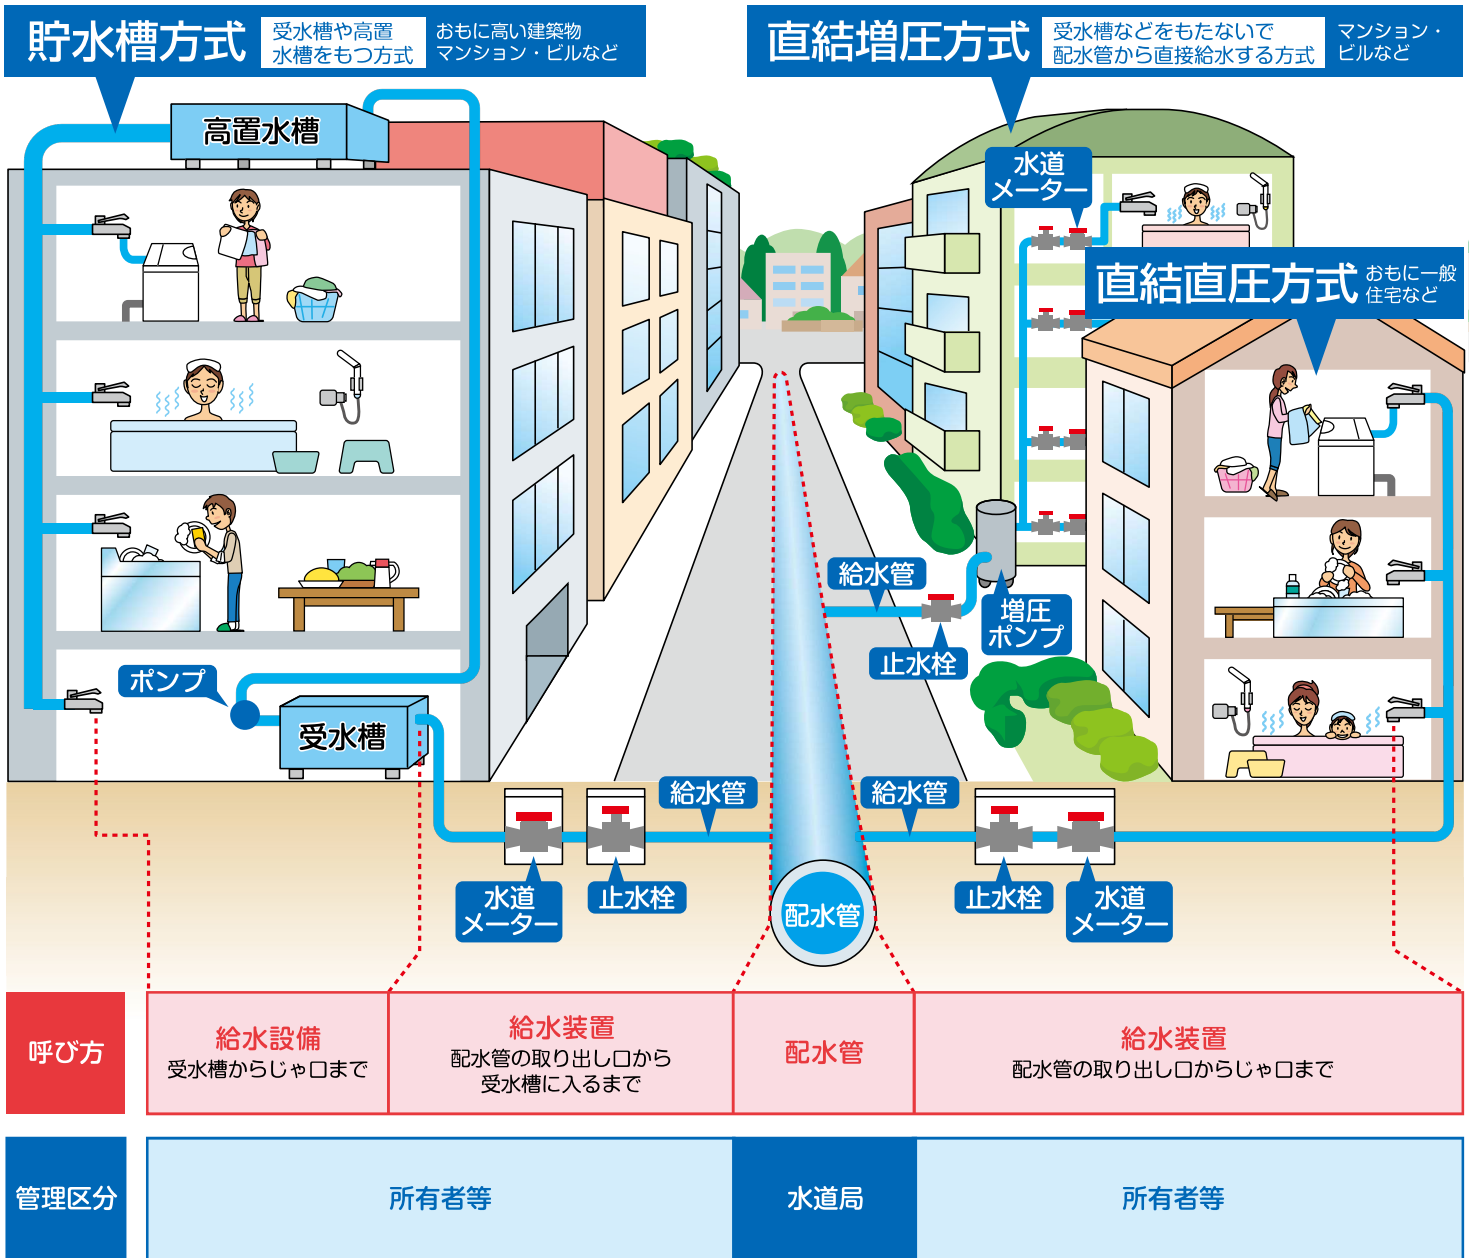 貯水槽方式
受水槽や高置
水槽をもつ方式
おもに高い建築物
マンション・ビルなど
直結増圧方式
受水槽などをもたないで
配水管から直接給水する方式
マンション・
ビルなど
高置水槽
水道
メーター
直結直圧方式
おもに一般
住宅など
給水管
増圧
ポンプ
止水栓
ポンプ
受水槽
給水管
給水管
水道
メーター
止水栓
配水管
止水栓
水道
メーター
呼び方
給水設備
受水槽からじゃ口まで
給水装置
配水管の取り出し口から
受水槽に入るまで
配水管
給水装置
配水管の取り出し口からじゃ口まで
管理区分
所有者等
水道局
所有者等